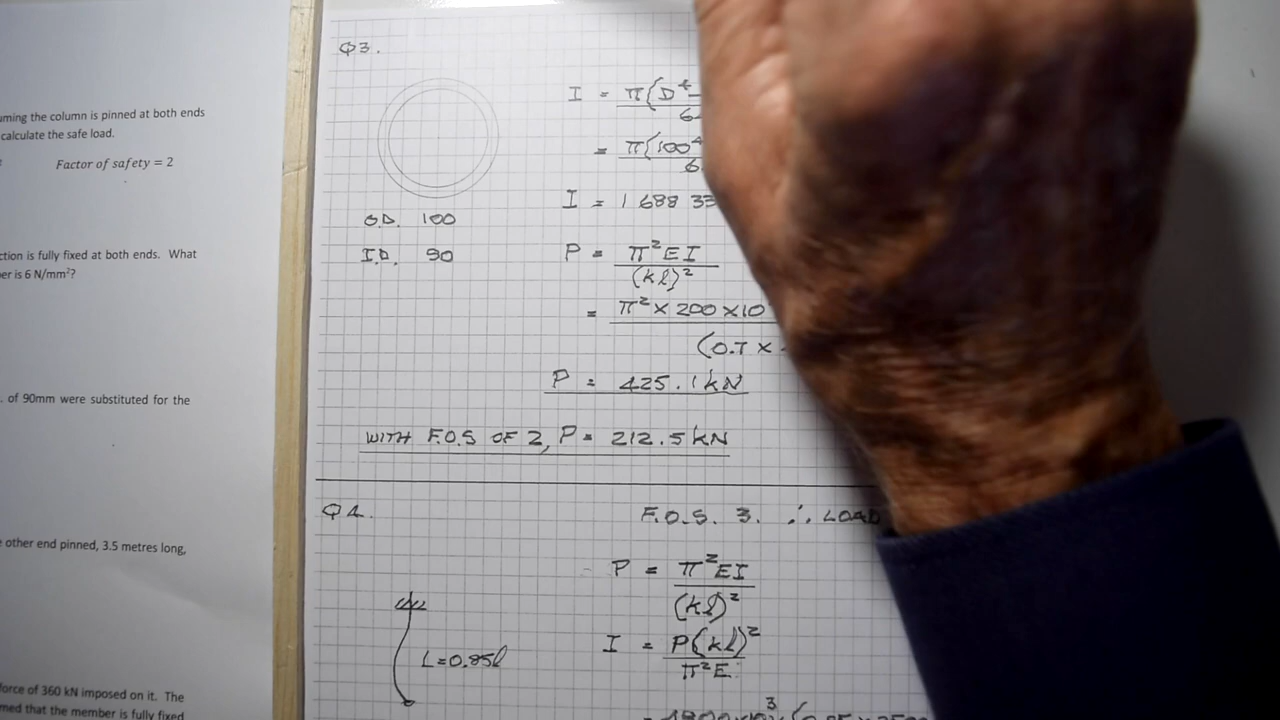 uming the column is pinned at both ends
calculate the safe load.
Factor of safety = 2
ction is fully fixed at both ends. What
er is 6 N/mm²?
. of 90mm were substituted for the
other end pinned, 3.5 metres long,
force of 360 kN imposed on it. The
med that the member is fully fixed
Q3.
O.D. 100
I.D. 90
I = π{D⁴-
6
= π{100⁴
6
I = 1 688 33
P = π²EI
(kl)²
= π² × 200 × 10
(0.7 ×
P = 425.1kN
WITH F.O.S OF 2, P = 212.5kN
Q4.
L=0.85l
F.O.S. 3. ∴ LOAD
P = π²EI
(kl)²
I = P(kl)²
π²E